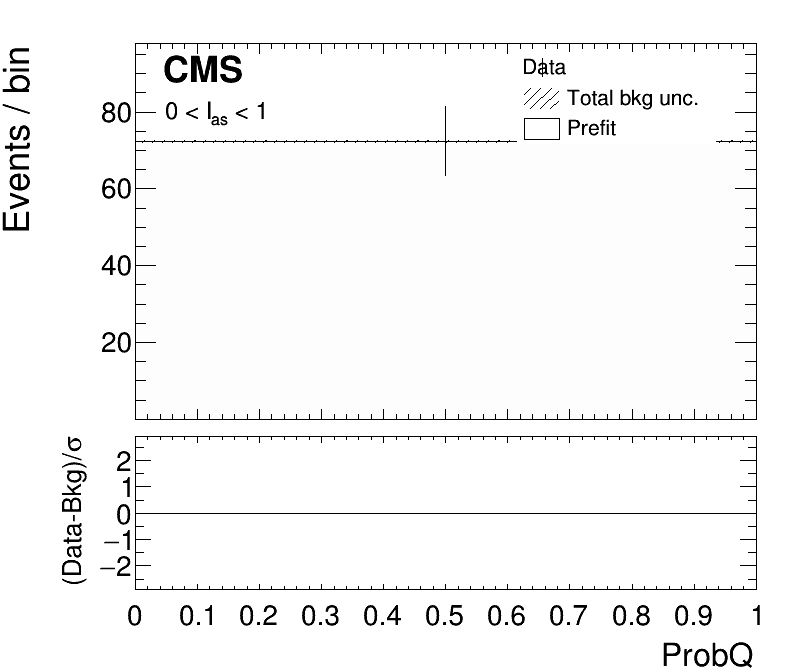 Events / bin
CMS
0 < I_as < 1
Data
Total bkg unc.
Prefit
80
60
40
20
(Data-Bkg)/σ
2
1
0
−1
−2
0 0.1 0.2 0.3 0.4 0.5 0.6 0.7 0.8 0.9 1
ProbQ